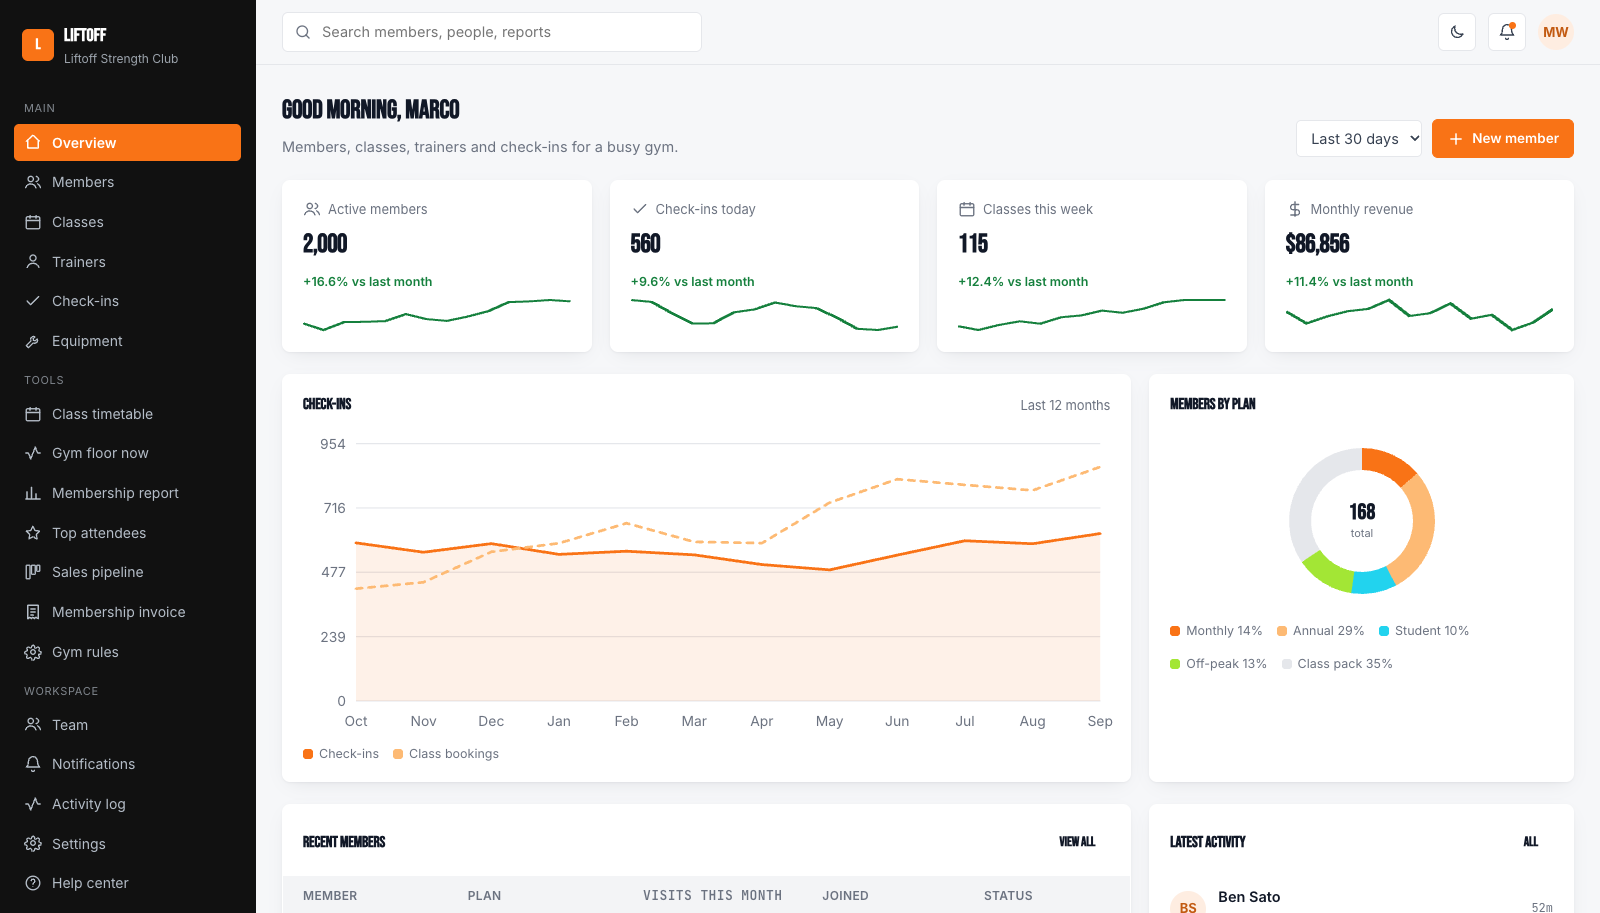 L
LIFTOFF
Liftoff Strength Club
MAIN
Overview
Members
Classes
Trainers
Check-ins
Equipment
TOOLS
Class timetable
Gym floor now
Membership report
Top attendees
Sales pipeline
Membership invoice
Gym rules
WORKSPACE
Team
Notifications
Activity log
Settings
Help center
Search members, people, reports
MW
GOOD MORNING, MARCO
Members, classes, trainers and check-ins for a busy gym.
Last 30 days
New member
Active members
2,000
+16.6% vs last month
Check-ins today
560
+9.6% vs last month
Classes this week
115
+12.4% vs last month
Monthly revenue
$86,856
+11.4% vs last month
CHECK-INS
Last 12 months
954
716
477
239
0
Oct Nov Dec Jan Feb Mar Apr May Jun Jul Aug Sep
Check-ins Class bookings
MEMBERS BY PLAN
168
total
Monthly 14% Annual 29% Student 10%
Off-peak 13% Class pack 35%
RECENT MEMBERS
VIEW ALL
MEMBER PLAN VISITS THIS MONTH JOINED STATUS
LATEST ACTIVITY
ALL
BS
Ben Sato
52m